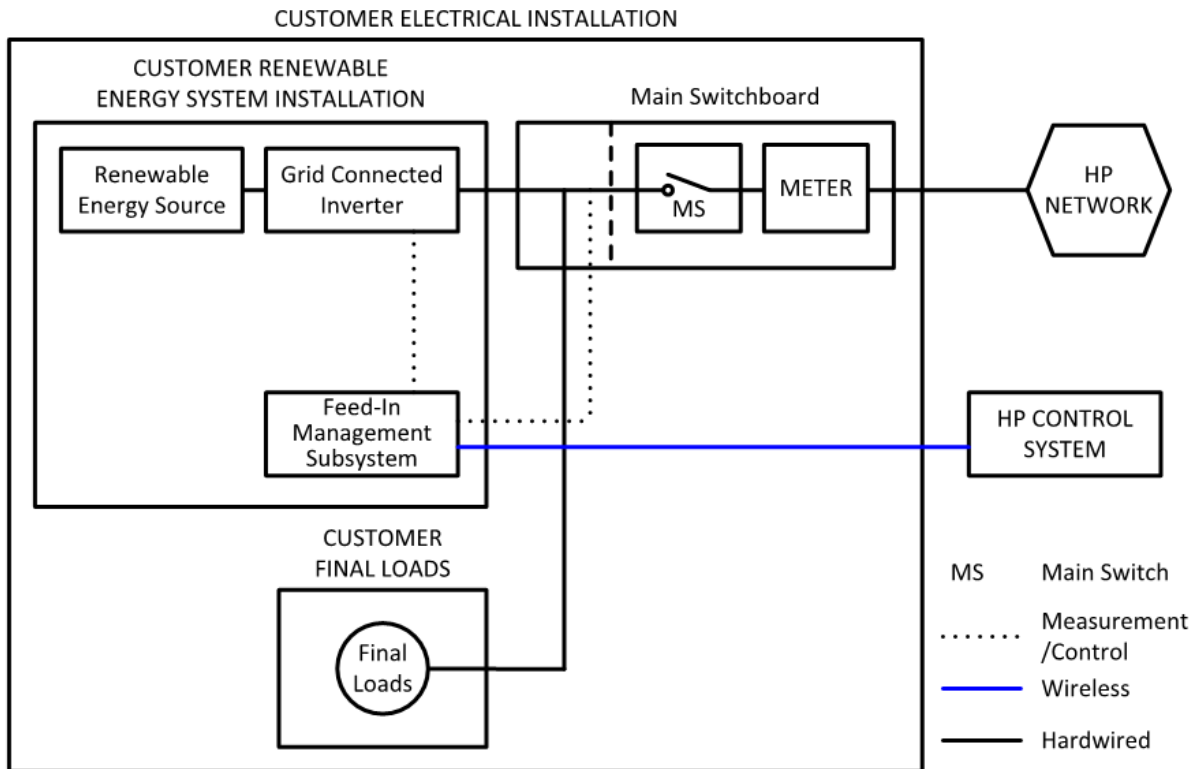 CUSTOMER ELECTRICAL INSTALLATION
CUSTOMER RENEWABLE
ENERGY SYSTEM INSTALLATION
Main Switchboard
Renewable
Energy Source
Grid Connected
Inverter
MS
METER
HP
NETWORK
Feed-In
Management
Subsystem
HP CONTROL
SYSTEM
CUSTOMER
FINAL LOADS
Final
Loads
MS Main Switch
Measurement
/Control
Wireless
Hardwired